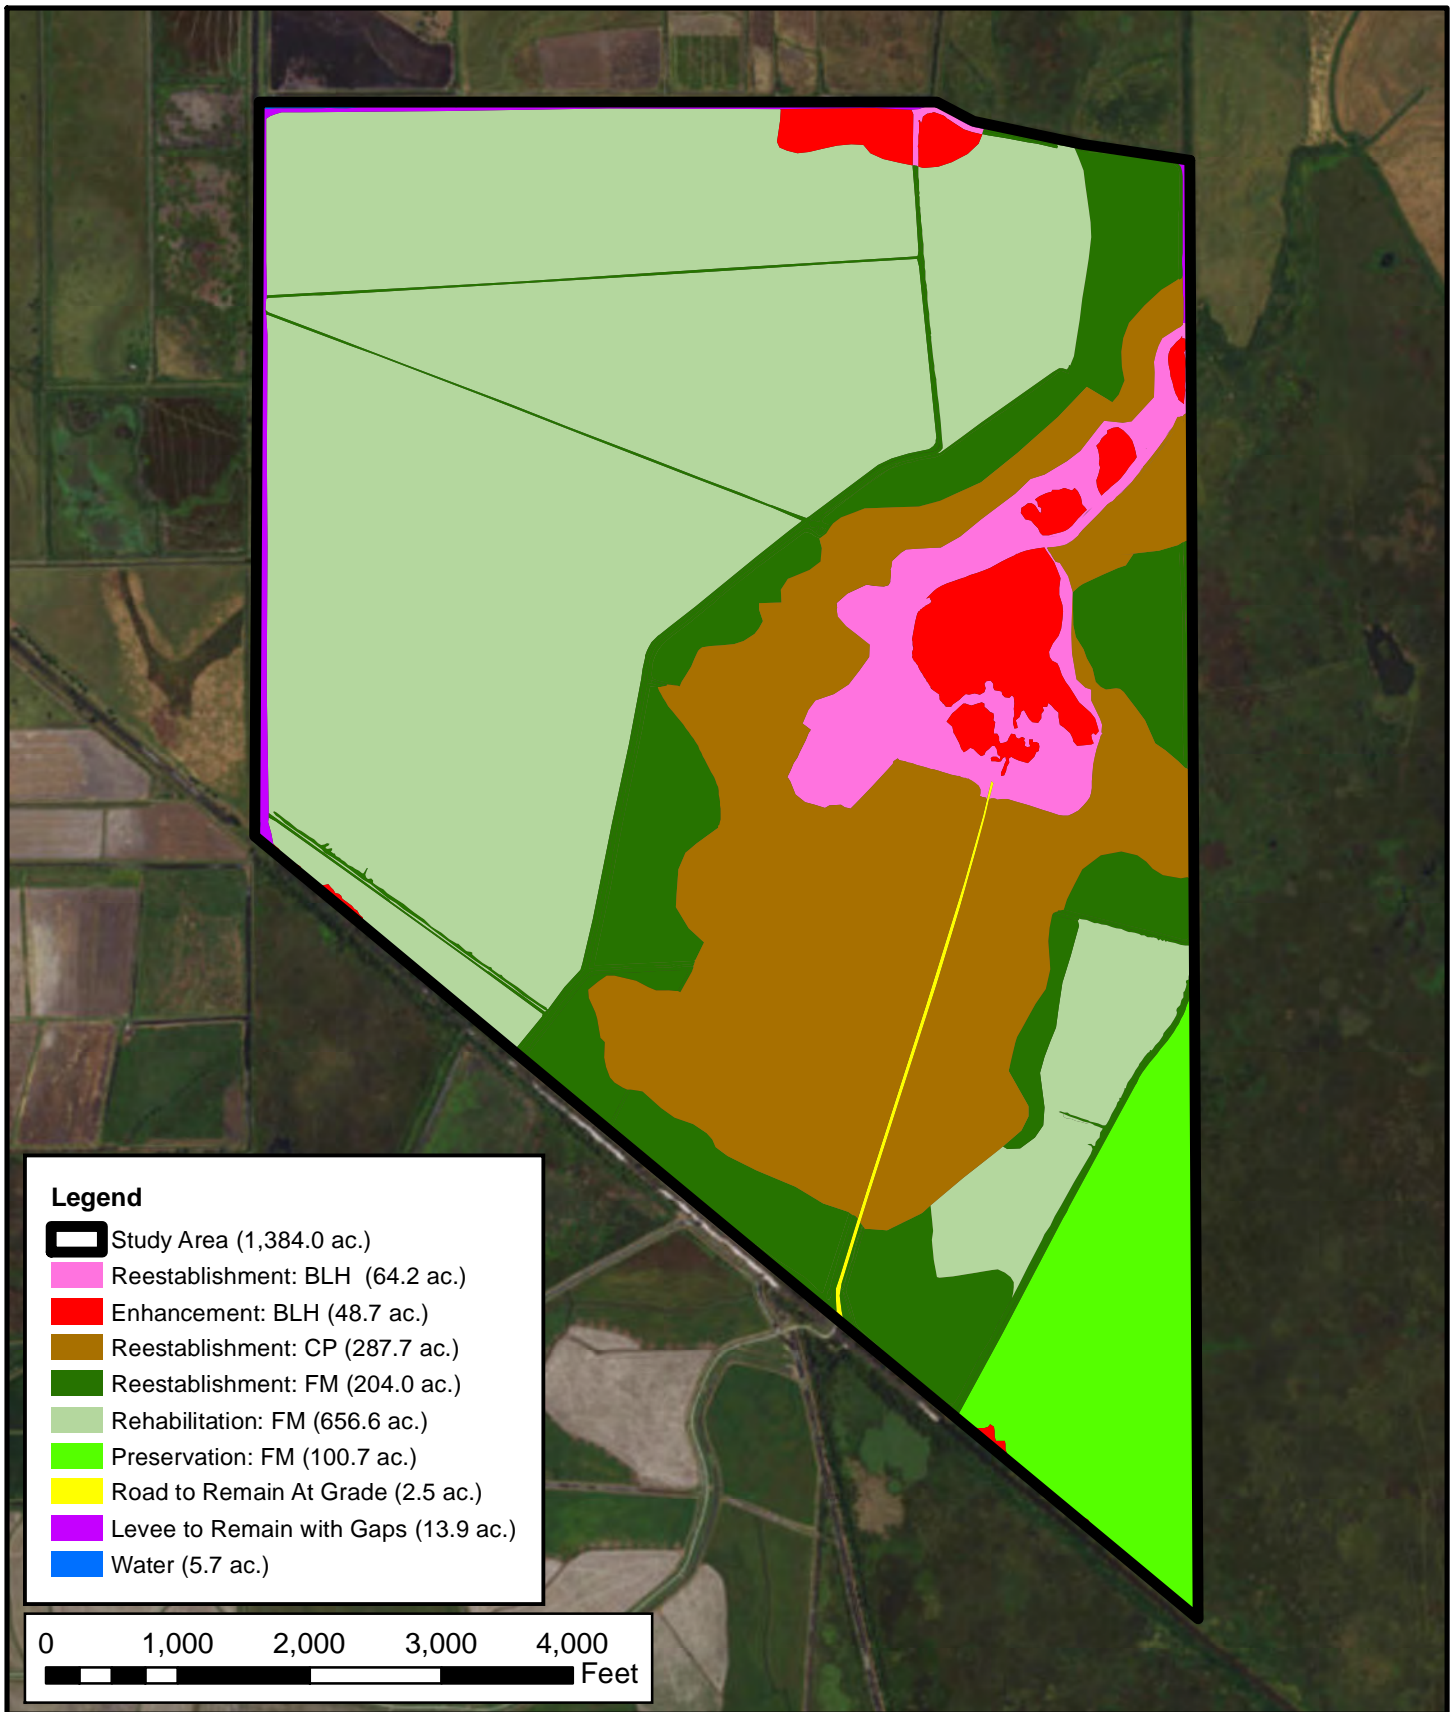 Legend
Study Area (1,384.0 ac.)
Reestablishment: BLH (64.2 ac.)
Enhancement: BLH (48.7 ac.)
Reestablishment: CP (287.7 ac.)
Reestablishment: FM (204.0 ac.)
Rehabilitation: FM (656.6 ac.)
Preservation: FM (100.7 ac.)
Road to Remain At Grade (2.5 ac.)
Levee to Remain with Gaps (13.9 ac.)
Water (5.7 ac.)
0 1,000 2,000 3,000 4,000
Feet